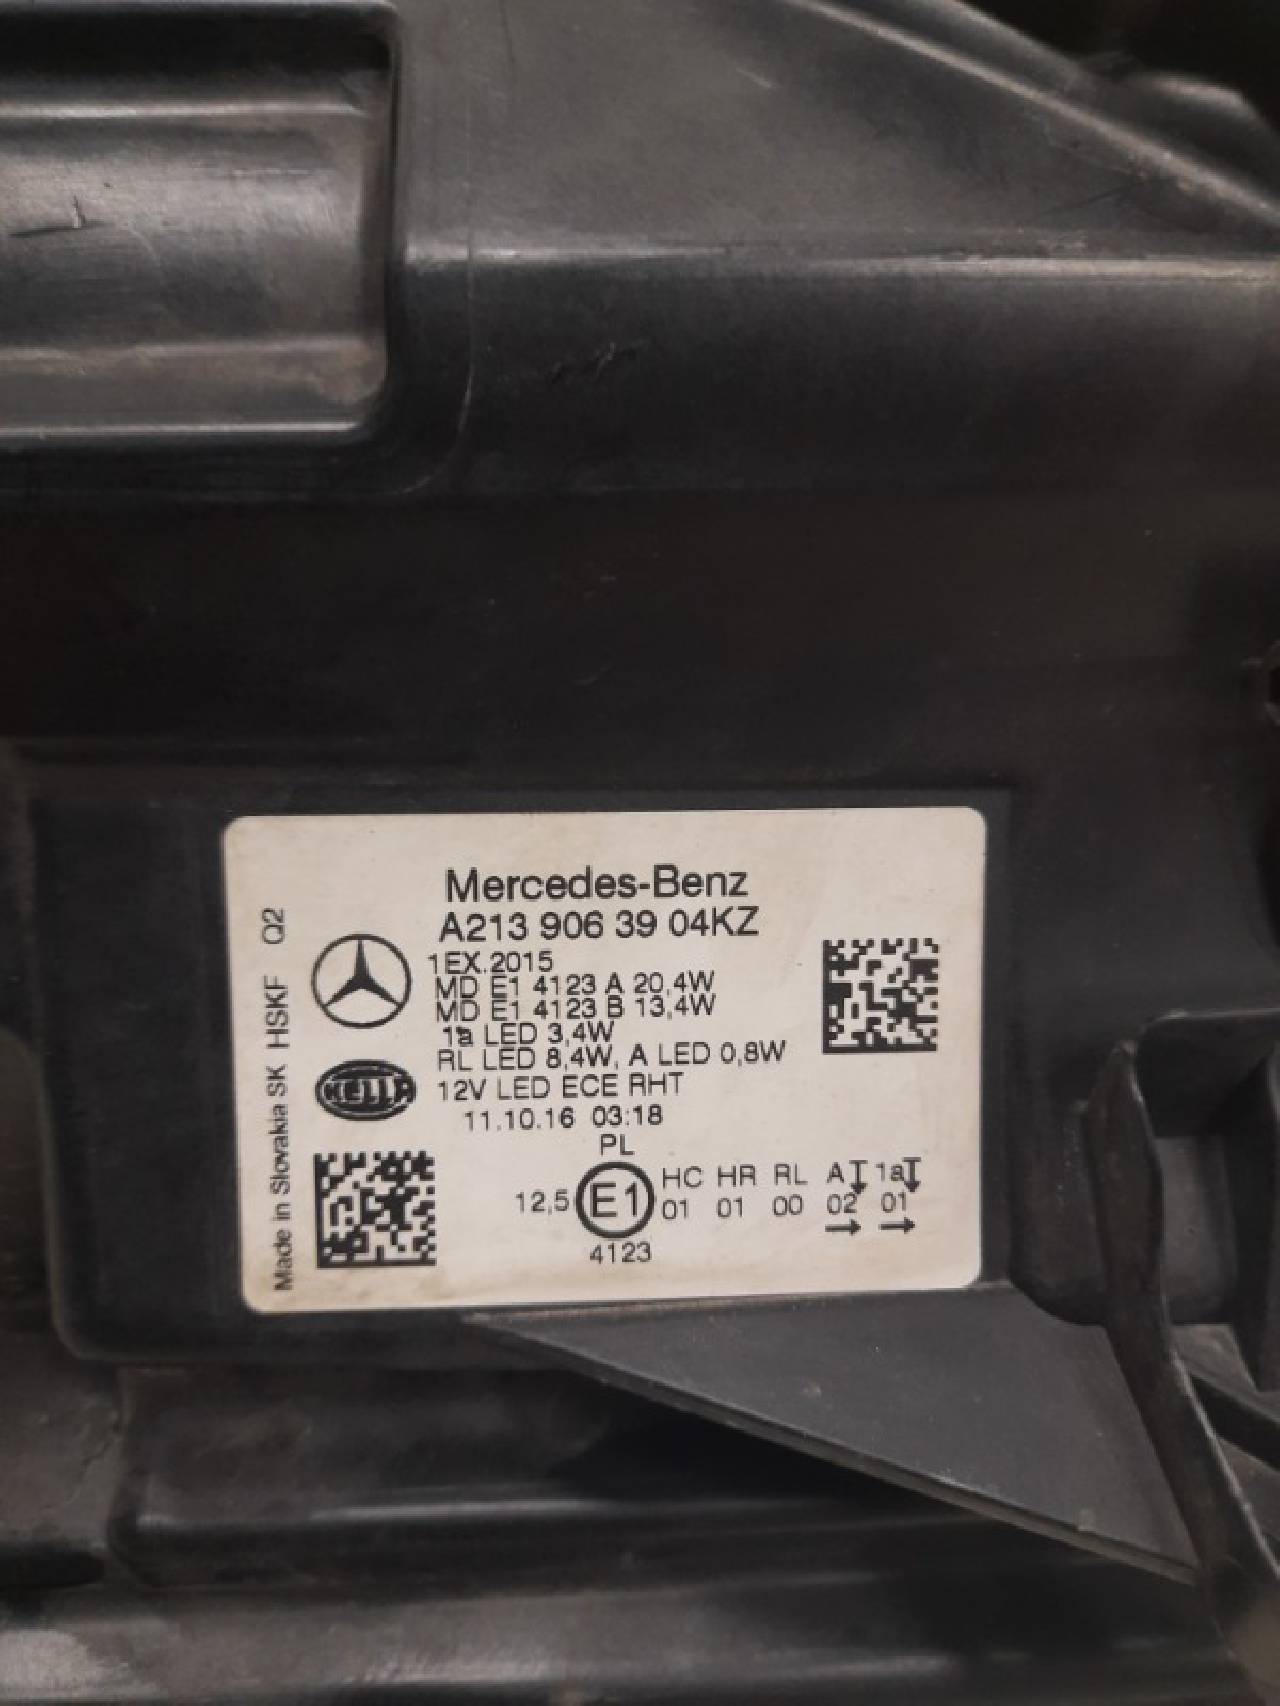 Mercedes-Benz
A213 906 39 04KZ
1EX.2015
MD E1 4123 A 20,4W
MD E1 4123 B 13,4W
1a LED 3,4W
RL LED 8,4W, A LED 0,8W
12V LED ECE RHT
11.10.16 03:18
PL
HC HR RL A 1a
12,5 E1 01 01 00 02 01
4123
HELLA
Made in Slovakia SK HSKF Q2